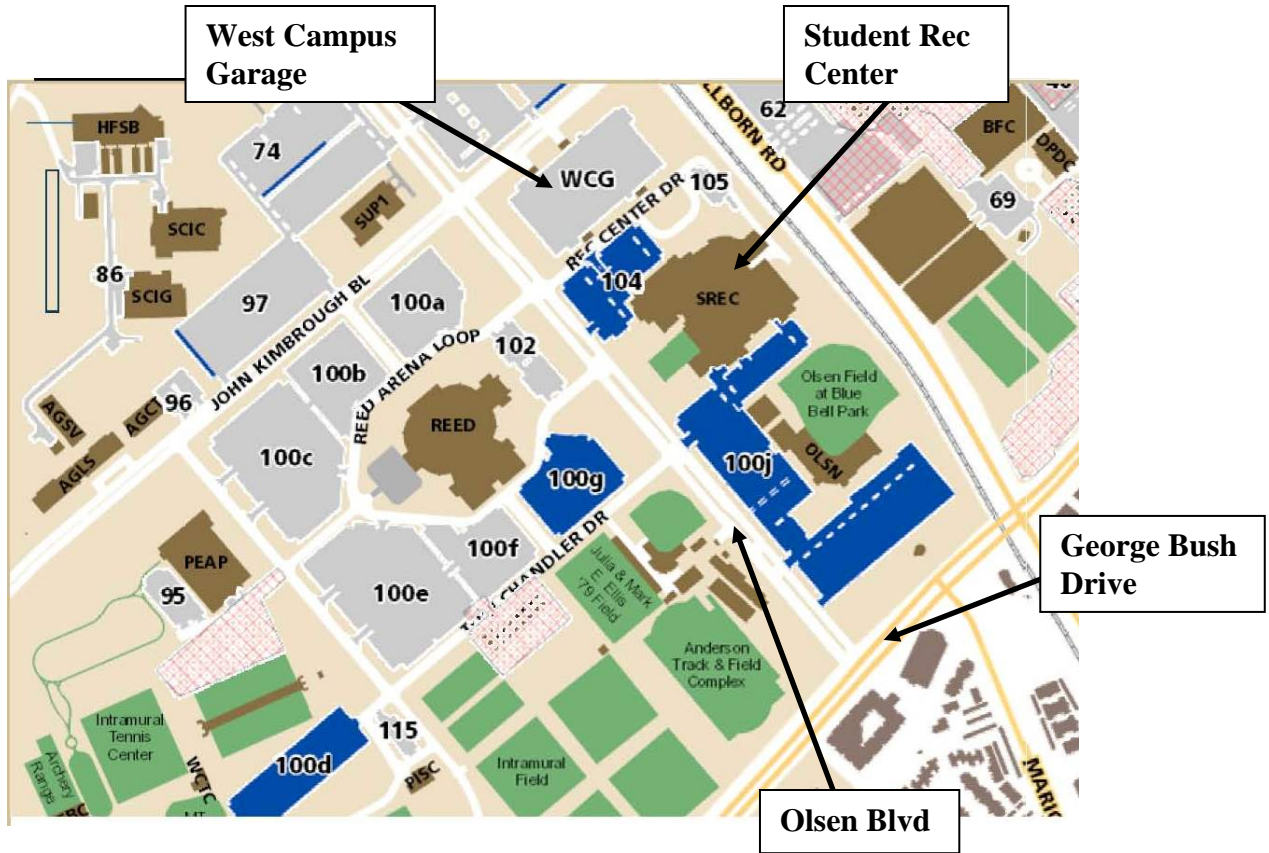 West Campus
Garage
Student Rec
Center
62
BFC
DPDC
HFSB
74
WCG
105
69
SUP1
REC CENTER DR
SCIC
86
SCIG
97
100a
104
SREC
JOHN KIMBROUGH BL
102
100b
REED ARENA LOOP
Olsen Field
at Blue
Bell Park
96
AGSV
AGCT
AGLS
REED
100c
OLSN
100g
100j
PEAP
95
100f
CHANDLER DR
100e
Julia & Mark
E. Ellis
'79 Field
George Bush
Drive
Anderson
Track & Field
Complex
Intramural
Tennis
Center
115
Archery
Range
WCTC
100d
PISC
Intramural
Field
Olsen Blvd